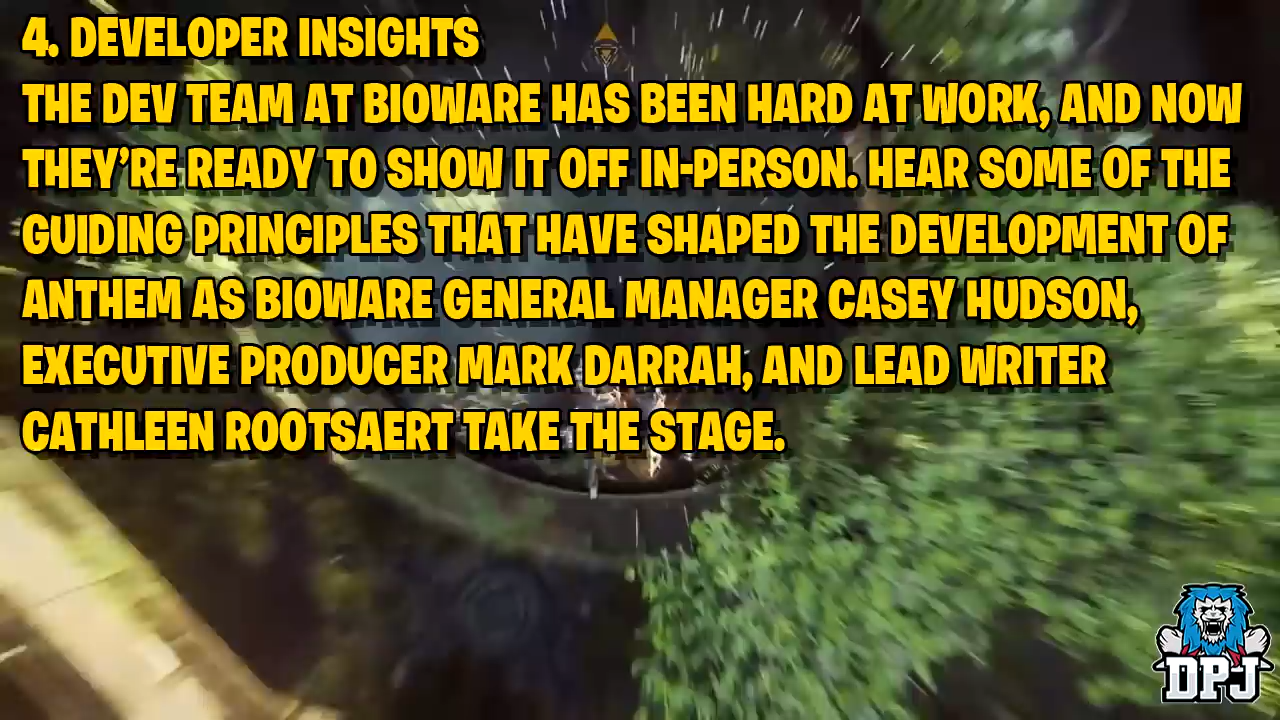 4. DEVELOPER INSIGHTS
THE DEV TEAM AT BIOWARE HAS BEEN HARD AT WORK, AND NOW
THEY'RE READY TO SHOW IT OFF IN-PERSON. HEAR SOME OF THE
GUIDING PRINCIPLES THAT HAVE SHAPED THE DEVELOPMENT OF
ANTHEM AS BIOWARE GENERAL MANAGER CASEY HUDSON,
EXECUTIVE PRODUCER MARK DARRAH, AND LEAD WRITER
CATHLEEN ROOTSAERT TAKE THE STAGE.
DPJ